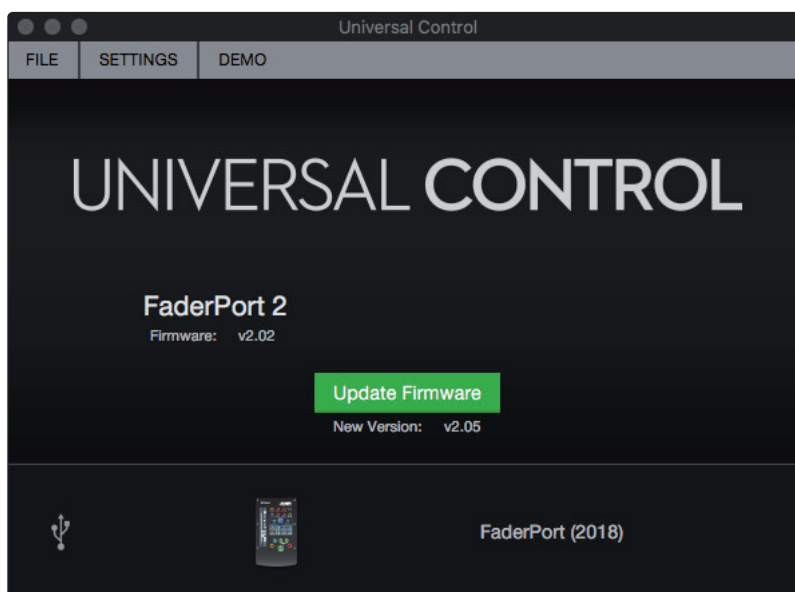 Universal Control
FILE SETTINGS DEMO
UNIVERSAL CONTROL
FaderPort 2
Firmware: v2.02
Update Firmware
New Version: v2.05
FaderPort (2018)